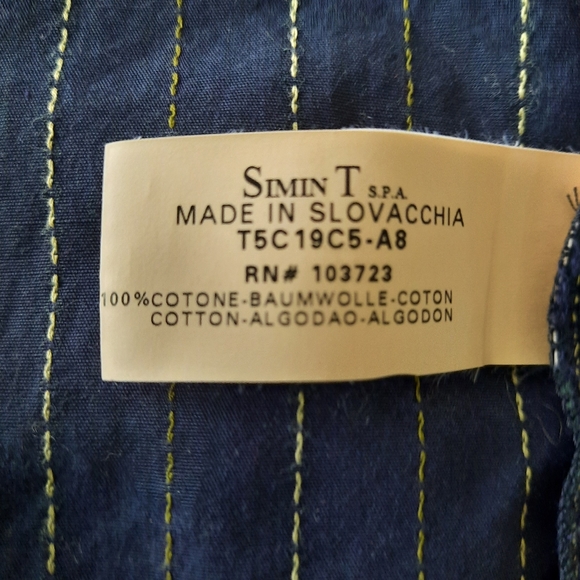 SIMIN T S.P.A.
MADE IN SLOVACCHIA
T5C19C5-A8
RN# 103723
100%COTONE-BAUMWOLLE-COTON
COTTON-ALGODAO-ALGODON